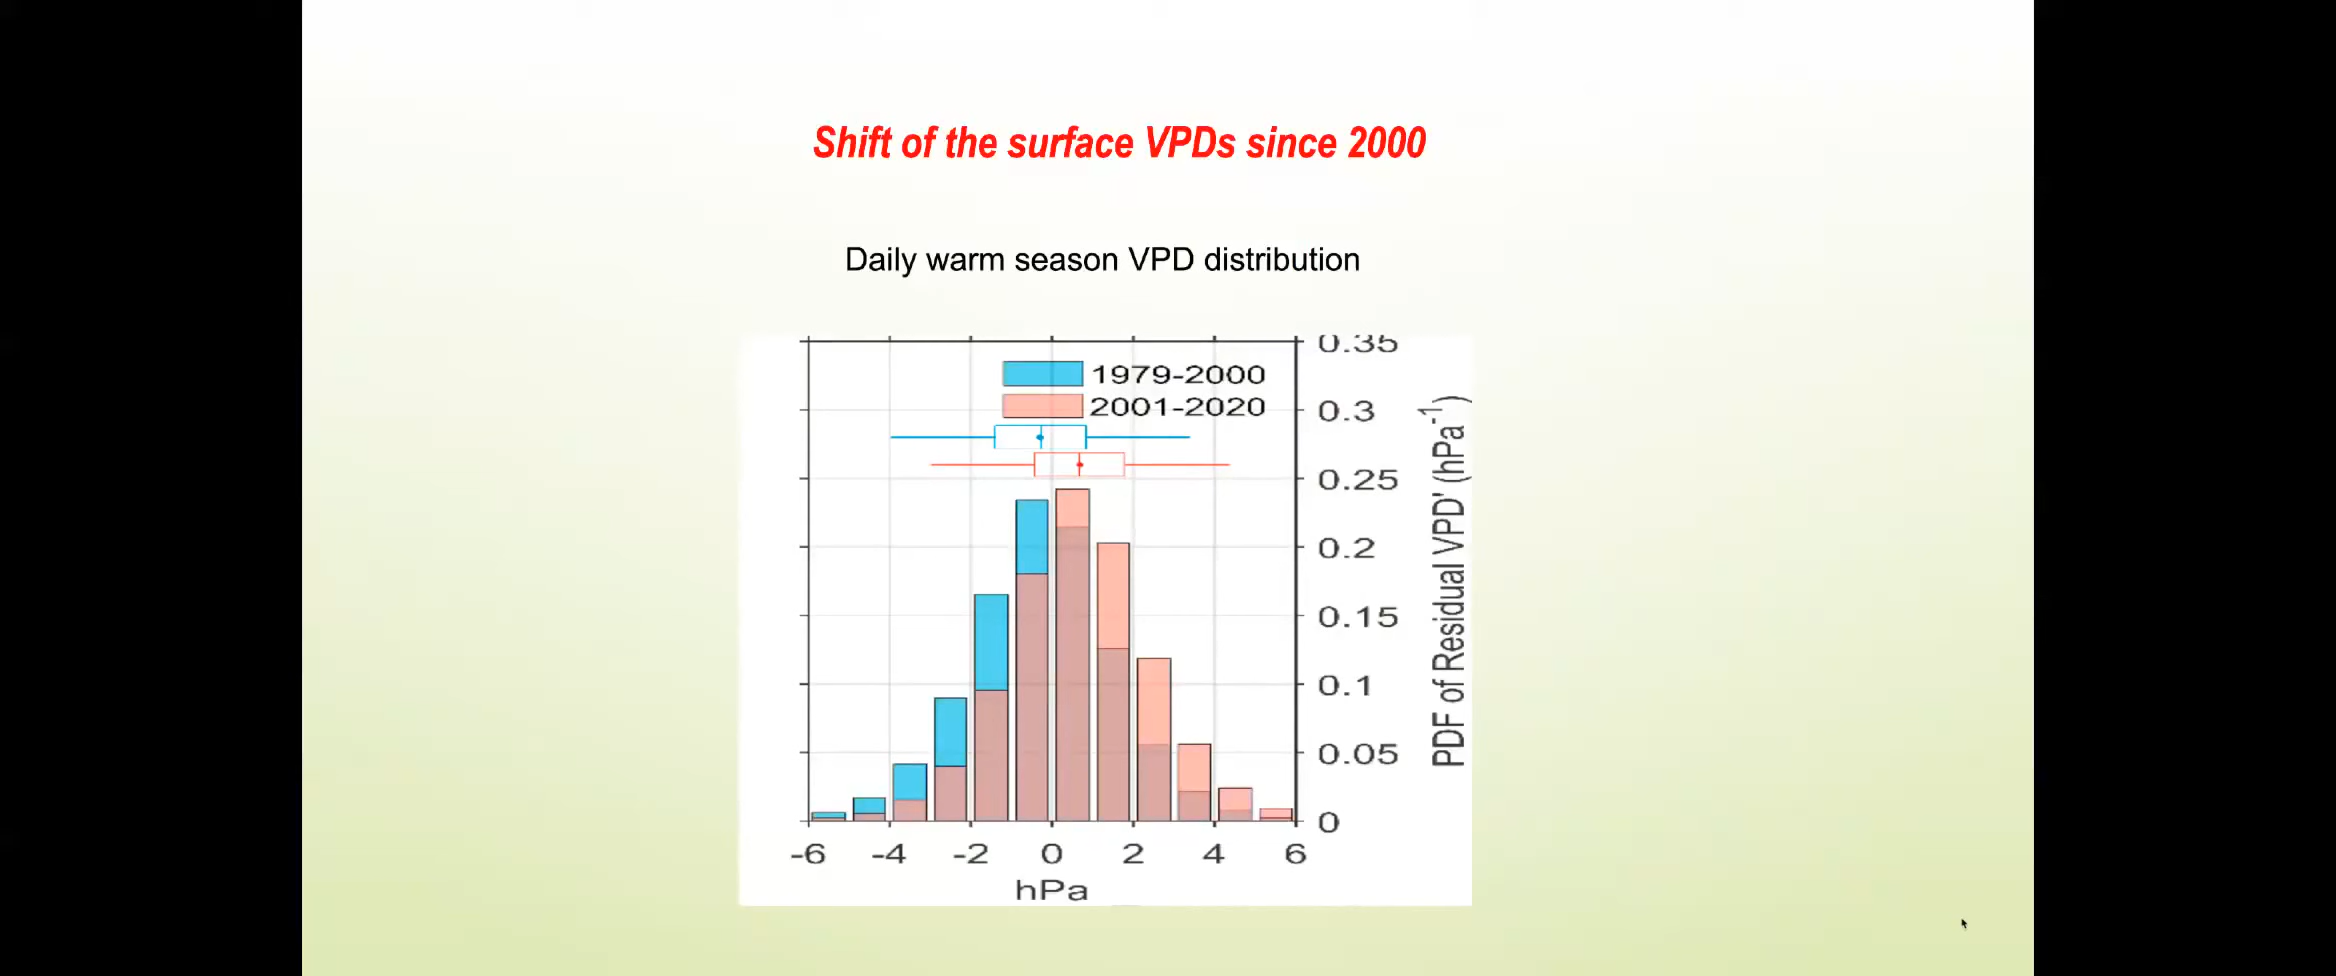 Shift of the surface VPDs since 2000
Daily warm season VPD distribution
1979-2000
2001-2020
0.35
0.3
0.25
0.2
0.15
0.1
0.05
0
PDF of Residual VPD' (hPa⁻¹)
-6 -4 -2 0 2 4 6
hPa